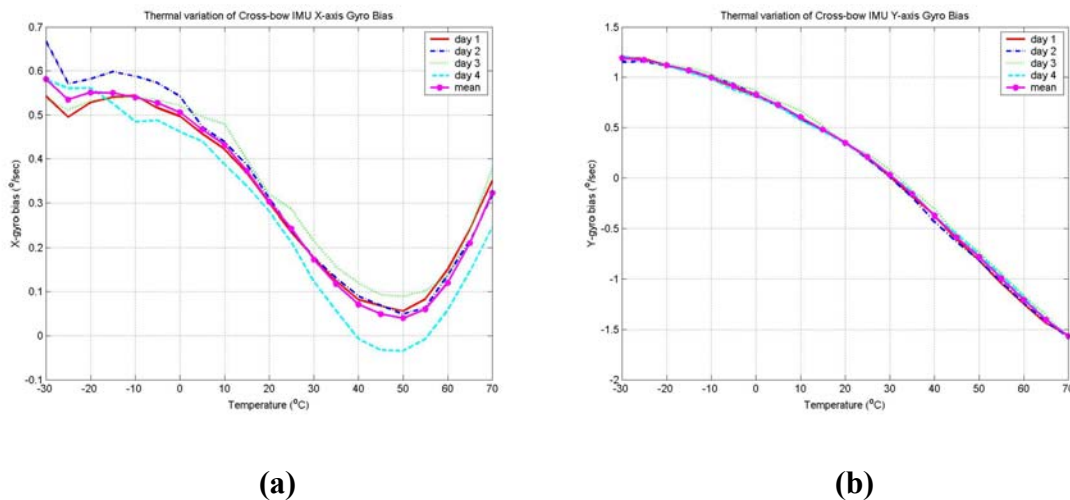 Thermal variation of Cross-bow IMU X-axis Gyro Bias
0.7
0.6
0.5
0.4
0.3
0.2
0.1
0
-0.1
X-gyro bias (°/sec)
day 1
day 2
day 3
day 4
mean
-30 -20 -10 0 10 20 30 40 50 60 70
Temperature (°C)
(a)
Thermal variation of Cross-bow IMU Y-axis Gyro Bias
1.5
1
0.5
0
-0.5
-1
-1.5
-2
Y-gyro bias (°/sec)
day 1
day 2
day 3
day 4
mean
-30 -20 -10 0 10 20 30 40 50 60 70
Temperature (°C)
(b)